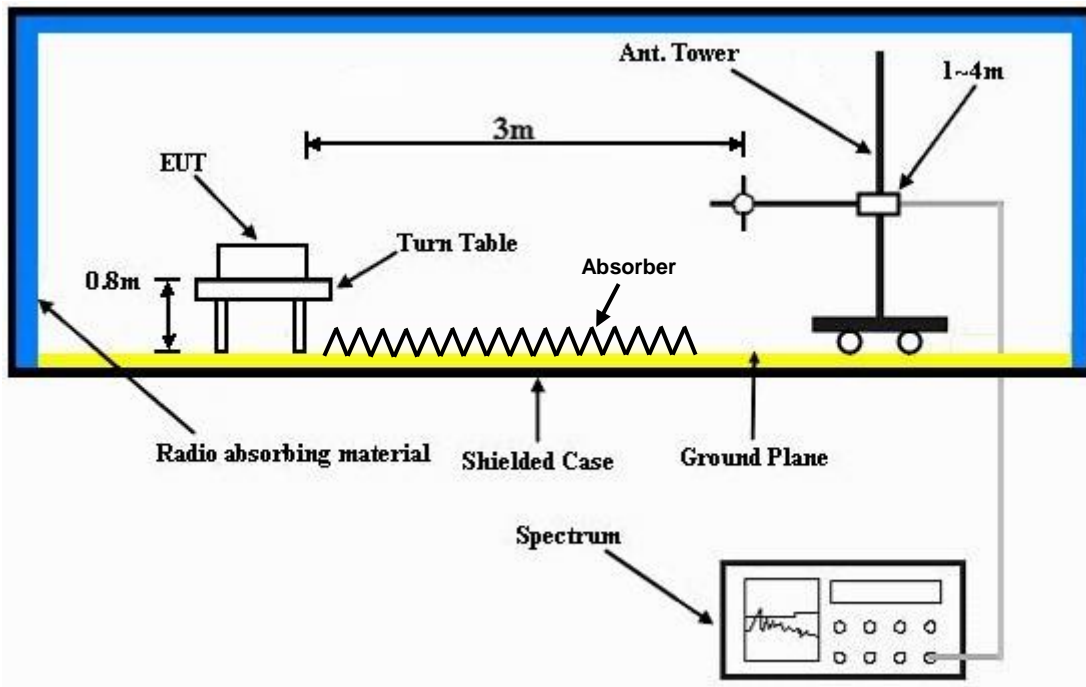 Ant. Tower
1~4m
3m
EUT
Turn Table
0.8m
Absorber
Radio absorbing material
Shielded Case
Ground Plane
Spectrum